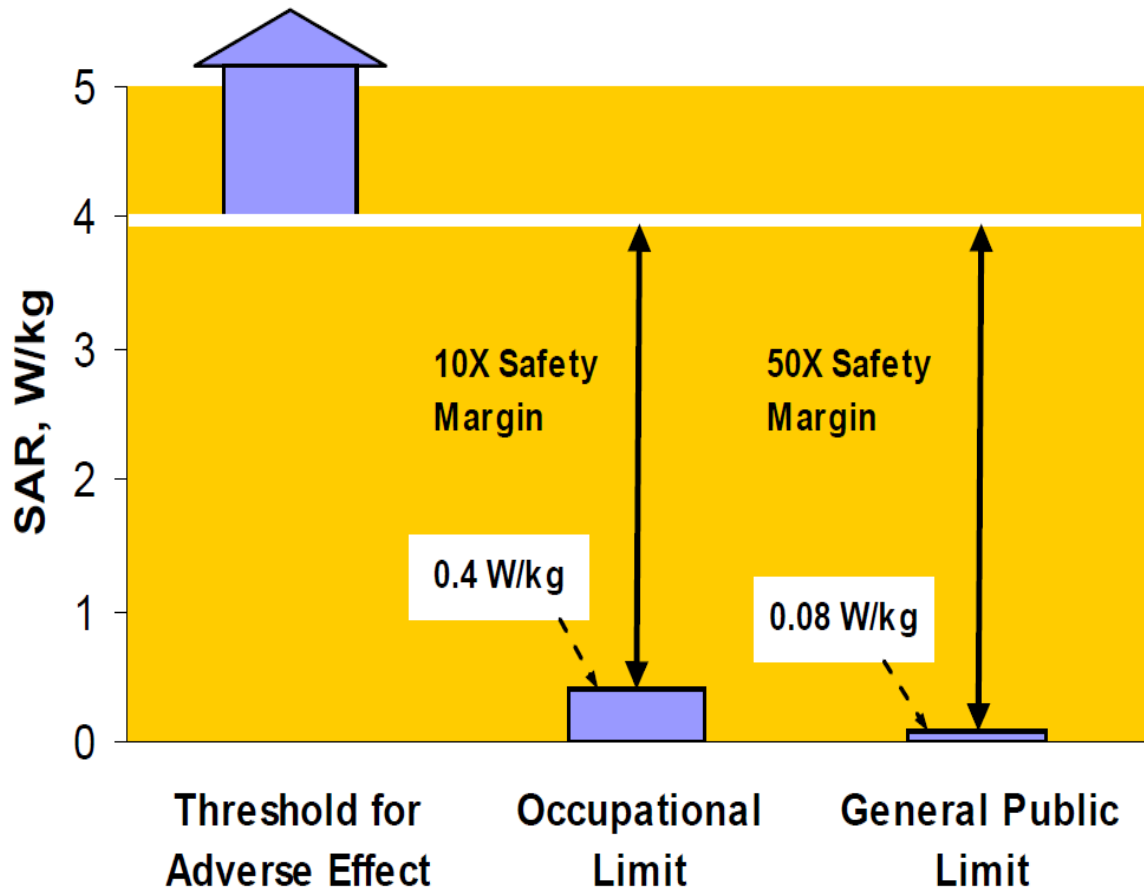 5
4
3
2
1
0
SAR, W/kg
10X Safety
Margin
50X Safety
Margin
0.4 W/kg
0.08 W/kg
Threshold for
Adverse Effect
Occupational
Limit
General Public
Limit